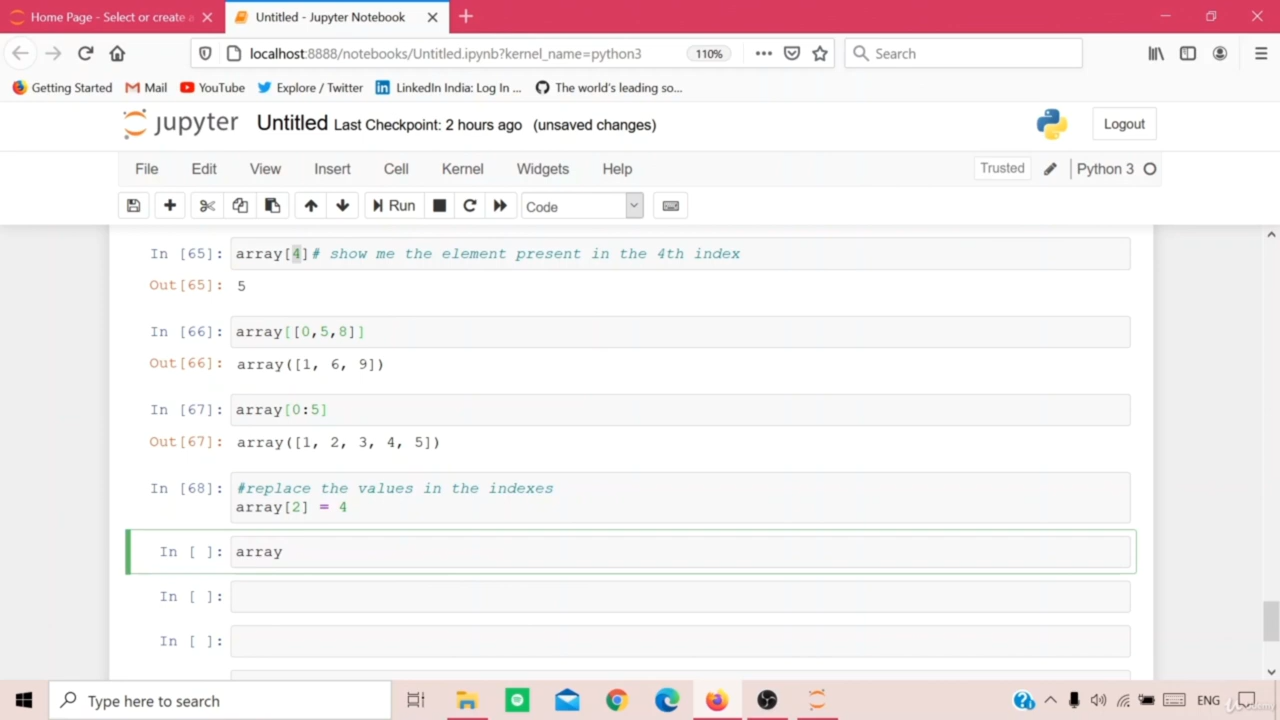 Home Page - Select or create a
Untitled - Jupyter Notebook
localhost:8888/notebooks/Untitled.ipynb?kernel_name=python3
110%
Search
Getting Started
Mail
YouTube
Explore / Twitter
LinkedIn India: Log In ...
The world's leading so...
jupyter Untitled Last Checkpoint: 2 hours ago (unsaved changes)
Logout
File Edit View Insert Cell Kernel Widgets Help
Trusted
Python 3
Run
Code
In [65]: array[4]# show me the element present in the 4th index
Out[65]: 5
In [66]: array[[0,5,8]]
Out[66]: array([1, 6, 9])
In [67]: array[0:5]
Out[67]: array([1, 2, 3, 4, 5])
In [68]: #replace the values in the indexes
array[2] = 4
In [ ]: array
In [ ]:
In [ ]:
Type here to search
ENG